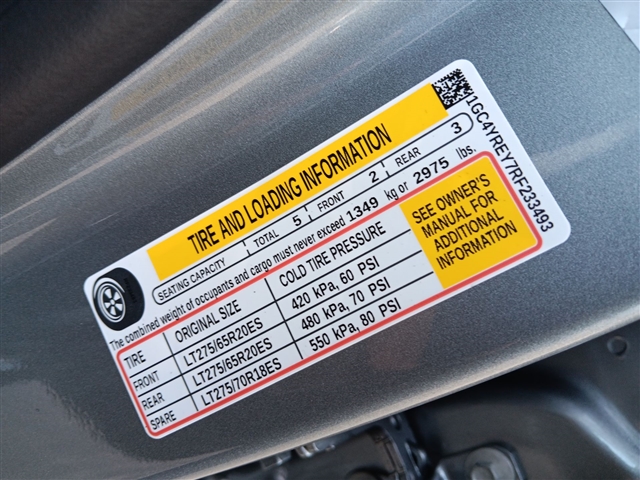 TIRE AND LOADING INFORMATION
SEATING CAPACITY TOTAL 5 FRONT 2 REAR 3
The combined weight of occupants and cargo must never exceed 1349 kg or 2975 lbs.
TIRE ORIGINAL SIZE COLD TIRE PRESSURE
FRONT LT275/65R20ES 420 kPa, 60 PSI
REAR LT275/65R20ES 480 kPa, 70 PSI
SPARE LT275/70R18ES 550 kPa, 80 PSI
SEE OWNER'S
MANUAL FOR
ADDITIONAL
INFORMATION
1GC4YREY7RF233493